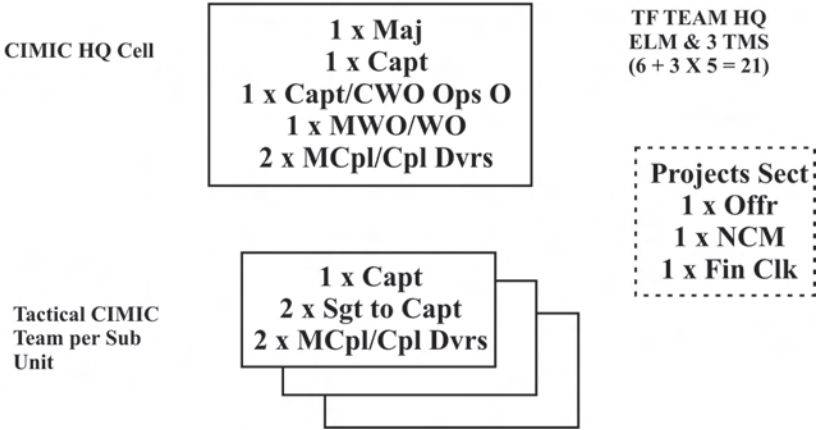 CIMIC HQ Cell
1 x Maj
1 x Capt
1 x Capt/CWO Ops O
1 x MWO/WO
2 x MCpl/Cpl Dvrs
TF TEAM HQ
ELM & 3 TMS
(6 + 3 X 5 = 21)
Projects Sect
1 x Offr
1 x NCM
1 x Fin Clk
Tactical CIMIC
Team per Sub
Unit
1 x Capt
2 x Sgt to Capt
2 x MCpl/Cpl Dvrs